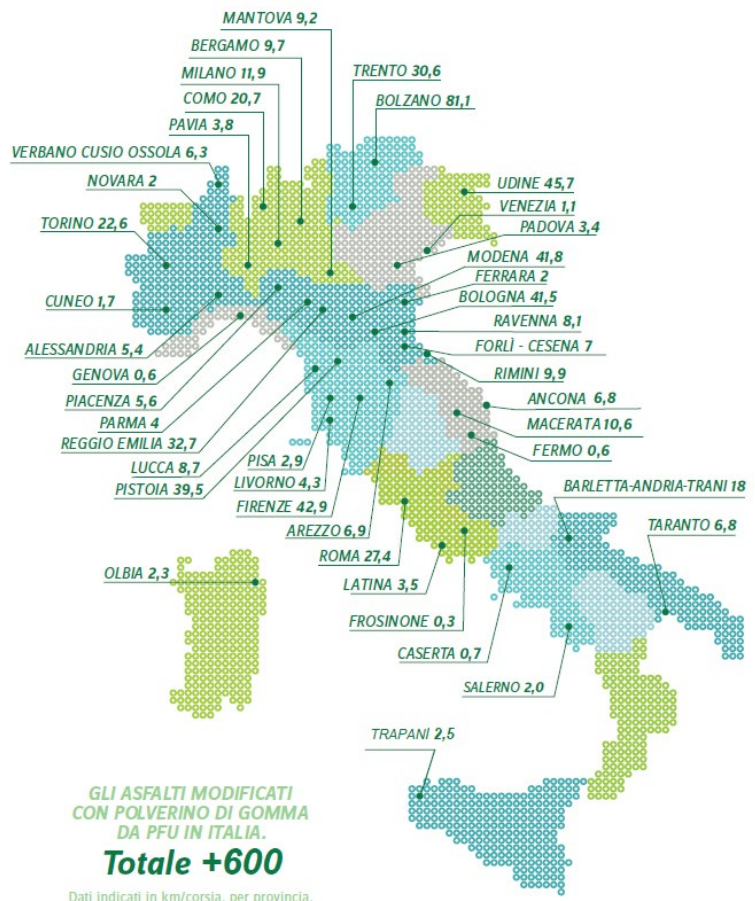 MANTOVA 9,2
BERGAMO 9,7
MILANO 11,9
COMO 20,7
PAVIA 3,8
VERBANO CUSIO OSSOLA 6,3
NOVARA 2
TORINO 22,6
CUNEO 1,7
ALESSANDRIA 5,4
GENOVA 0,6
PIACENZA 5,6
PARMA 4
REGGIO EMILIA 32,7
LUCCA 8,7
PISTOIA 39,5
PISA 2,9
LIVORNO 4,3
FIRENZE 42,9
AREZZO 6,9
ROMA 27,4
LATINA 3,5
FROSINONE 0,3
CASERTA 0,7
SALERNO 2,0
TRENTO 30,6
BOLZANO 81,1
UDINE 45,7
VENEZIA 1,1
PADOVA 3,4
MODENA 41,8
FERRARA 2
BOLOGNA 41,5
RAVENNA 8,1
FORLÌ - CESENA 7
RIMINI 9,9
ANCONA 6,8
MACERATA 10,6
FERMO 0,6
BARLETTA-ANDRIA-TRANI 18
TARANTO 6,8
OLBIA 2,3
TRAPANI 2,5
GLI ASFALTI MODIFICATI
CON POLVERINO DI GOMMA
DA PFU IN ITALIA.
Totale +600
Dati indicati in km/corsia, per provincia.